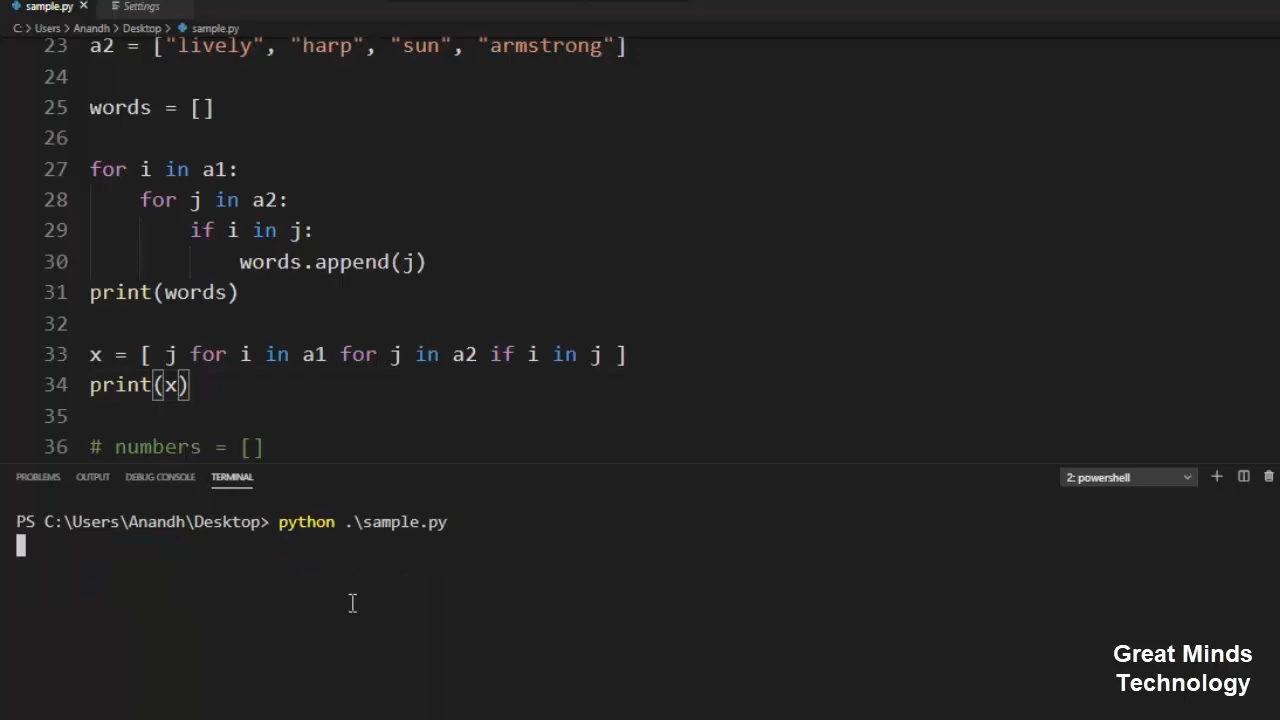 sample.py ✕ Settings
C: > Users > Anandh > Desktop > sample.py
23 a2 = ["lively", "harp", "sun", "armstrong"]
24
25 words = []
26
27 for i in a1:
28 for j in a2:
29 if i in j:
30 words.append(j)
31 print(words)
32
33 x = [ j for i in a1 for j in a2 if i in j ]
34 print(x)
35
36 # numbers = []
PROBLEMS OUTPUT DEBUG CONSOLE TERMINAL 2: powershell
PS C:\Users\Anandh\Desktop> python .\sample.py
Great Minds
Technology